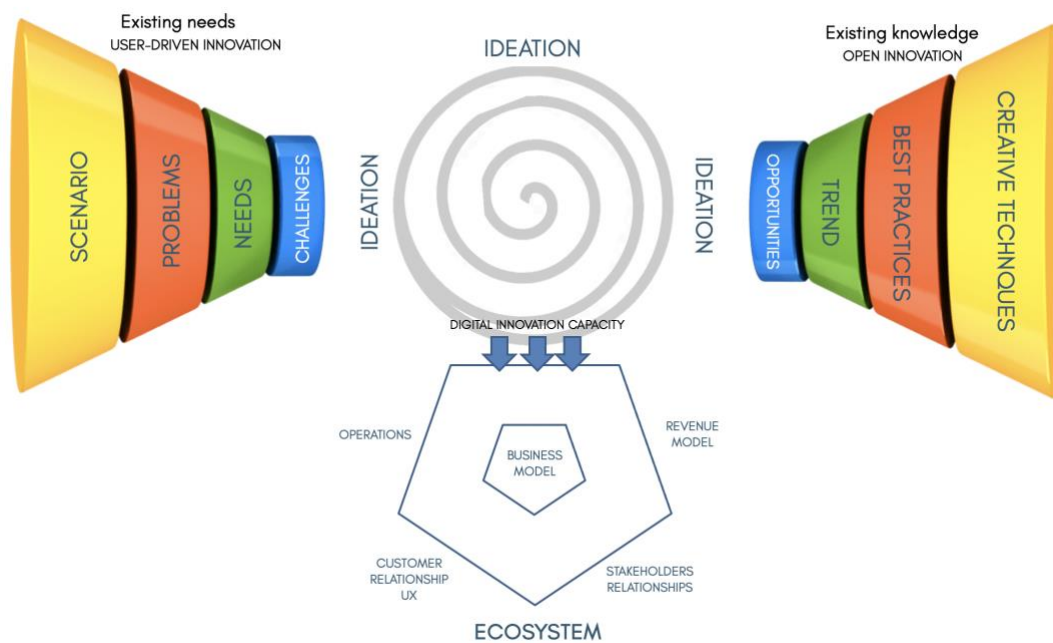 Existing needs
USER-DRIVEN INNOVATION
SCENARIO
PROBLEMS
NEEDS
CHALLENGES
IDEATION
IDEATION
IDEATION
Existing knowledge
OPEN INNOVATION
OPPORTUNITIES
TREND
BEST PRACTICES
CREATIVE TECHNQUES
DIGITAL INNOVATION CAPACITY
OPERATIONS
REVENUE
MODEL
BUSINESS
MODEL
CUSTOMER
RELATIONSHIP
UX
STAKEHOLDERS
RELATIONSHIPS
ECOSYSTEM